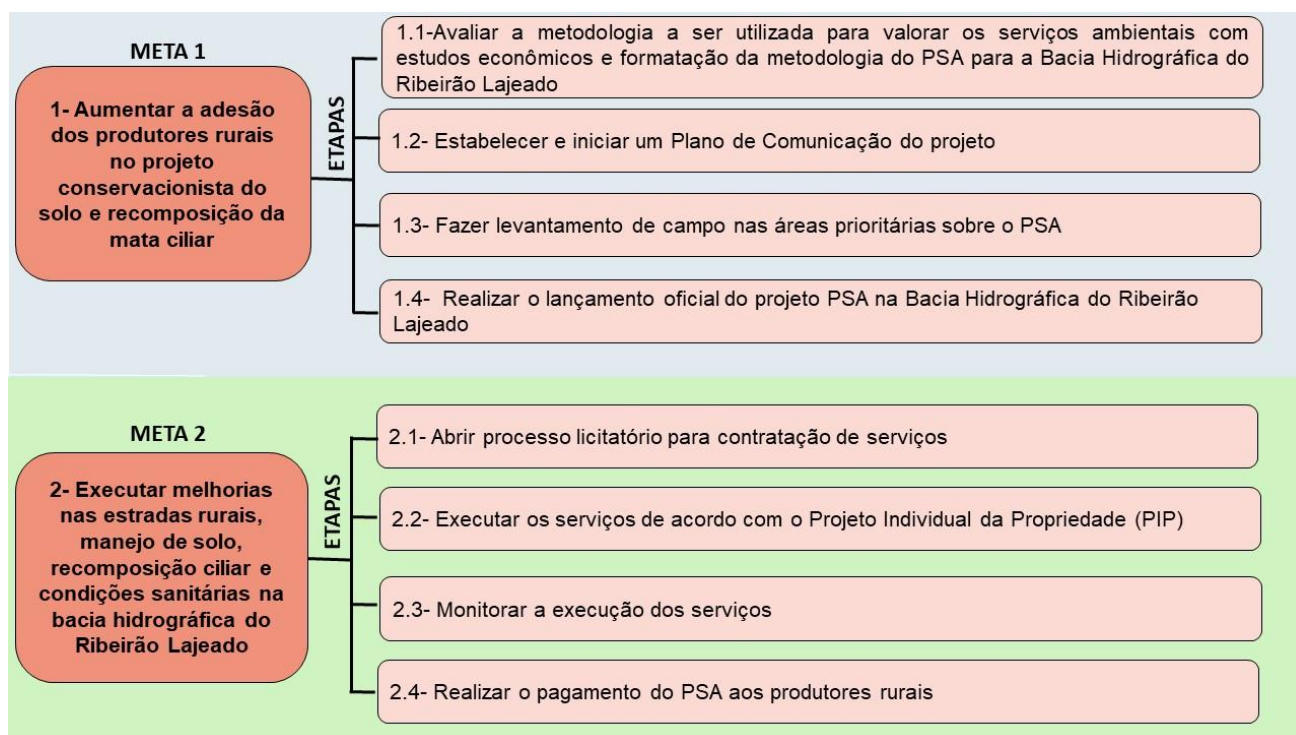 META 1
1- Aumentar a adesão
dos produtores rurais
no projeto
conservacionista do
solo e recomposição da
mata ciliar
ETAPAS
1.1-Avaliar a metodologia a ser utilizada para valorar os serviços ambientais com
estudos econômicos e formatação da metodologia do PSA para a Bacia Hidrográfica do
Ribeirão Lajeado
1.2- Estabelecer e iniciar um Plano de Comunicação do projeto
1.3- Fazer levantamento de campo nas áreas prioritárias sobre o PSA
1.4- Realizar o lançamento oficial do projeto PSA na Bacia Hidrográfica do Ribeirão
Lajeado
META 2
2- Executar melhorias
nas estradas rurais,
manejo de solo,
recomposição ciliar e
condições sanitárias na
bacia hidrográfica do
Ribeirão Lajeado
ETAPAS
2.1- Abrir processo licitatório para contratação de serviços
2.2- Executar os serviços de acordo com o Projeto Individual da Propriedade (PIP)
2.3- Monitorar a execução dos serviços
2.4- Realizar o pagamento do PSA aos produtores rurais